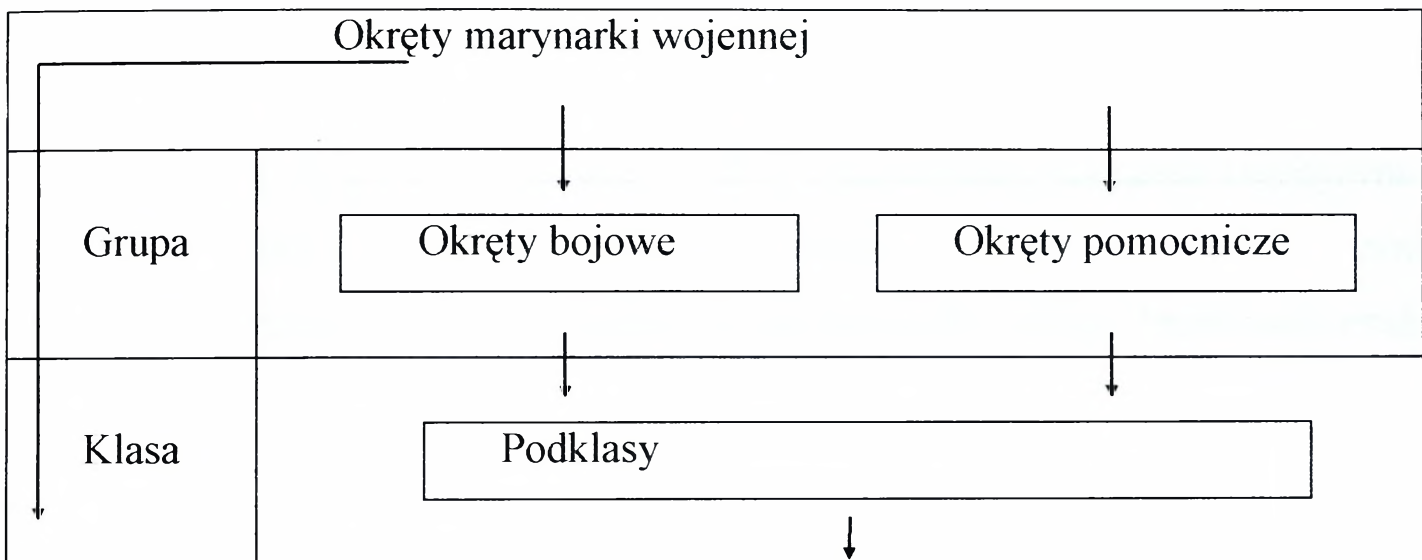 Okręty marynarki wojennej
Grupa
Okręty bojowe
Okręty pomocnicze
Klasa
Podklasy